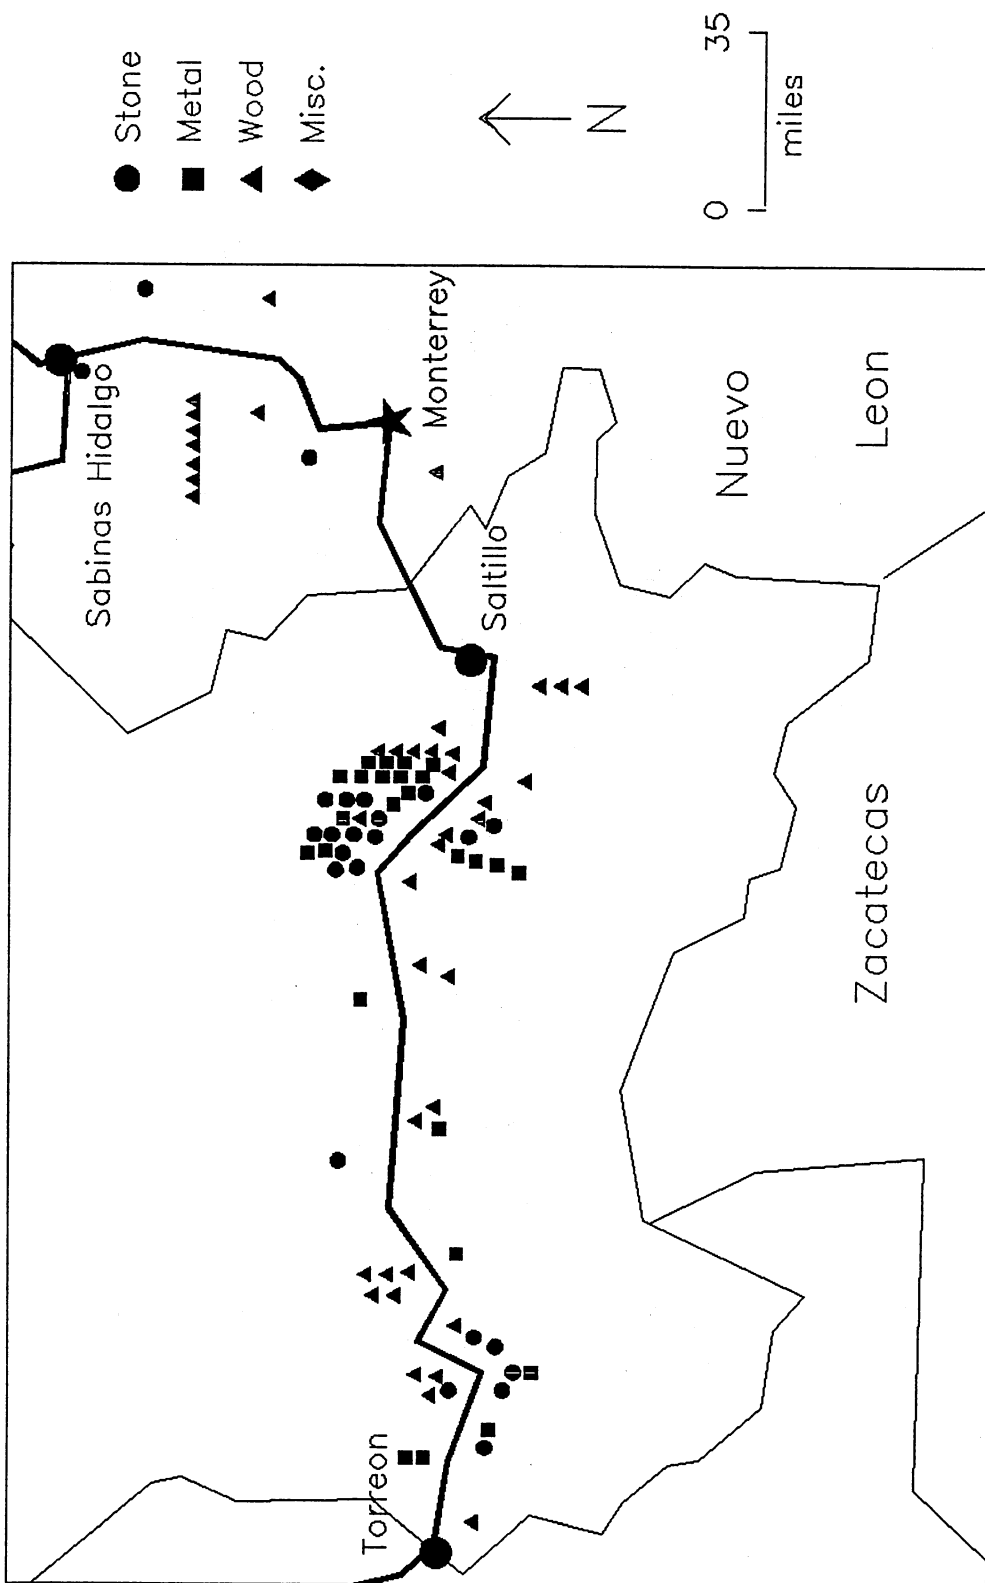 Stone
Metal
Wood
Misc.
N
0 35
miles
Sabinas Hidalgo
Monterrey
Saltillo
Torreon
Nuevo
Leon
Zacatecas